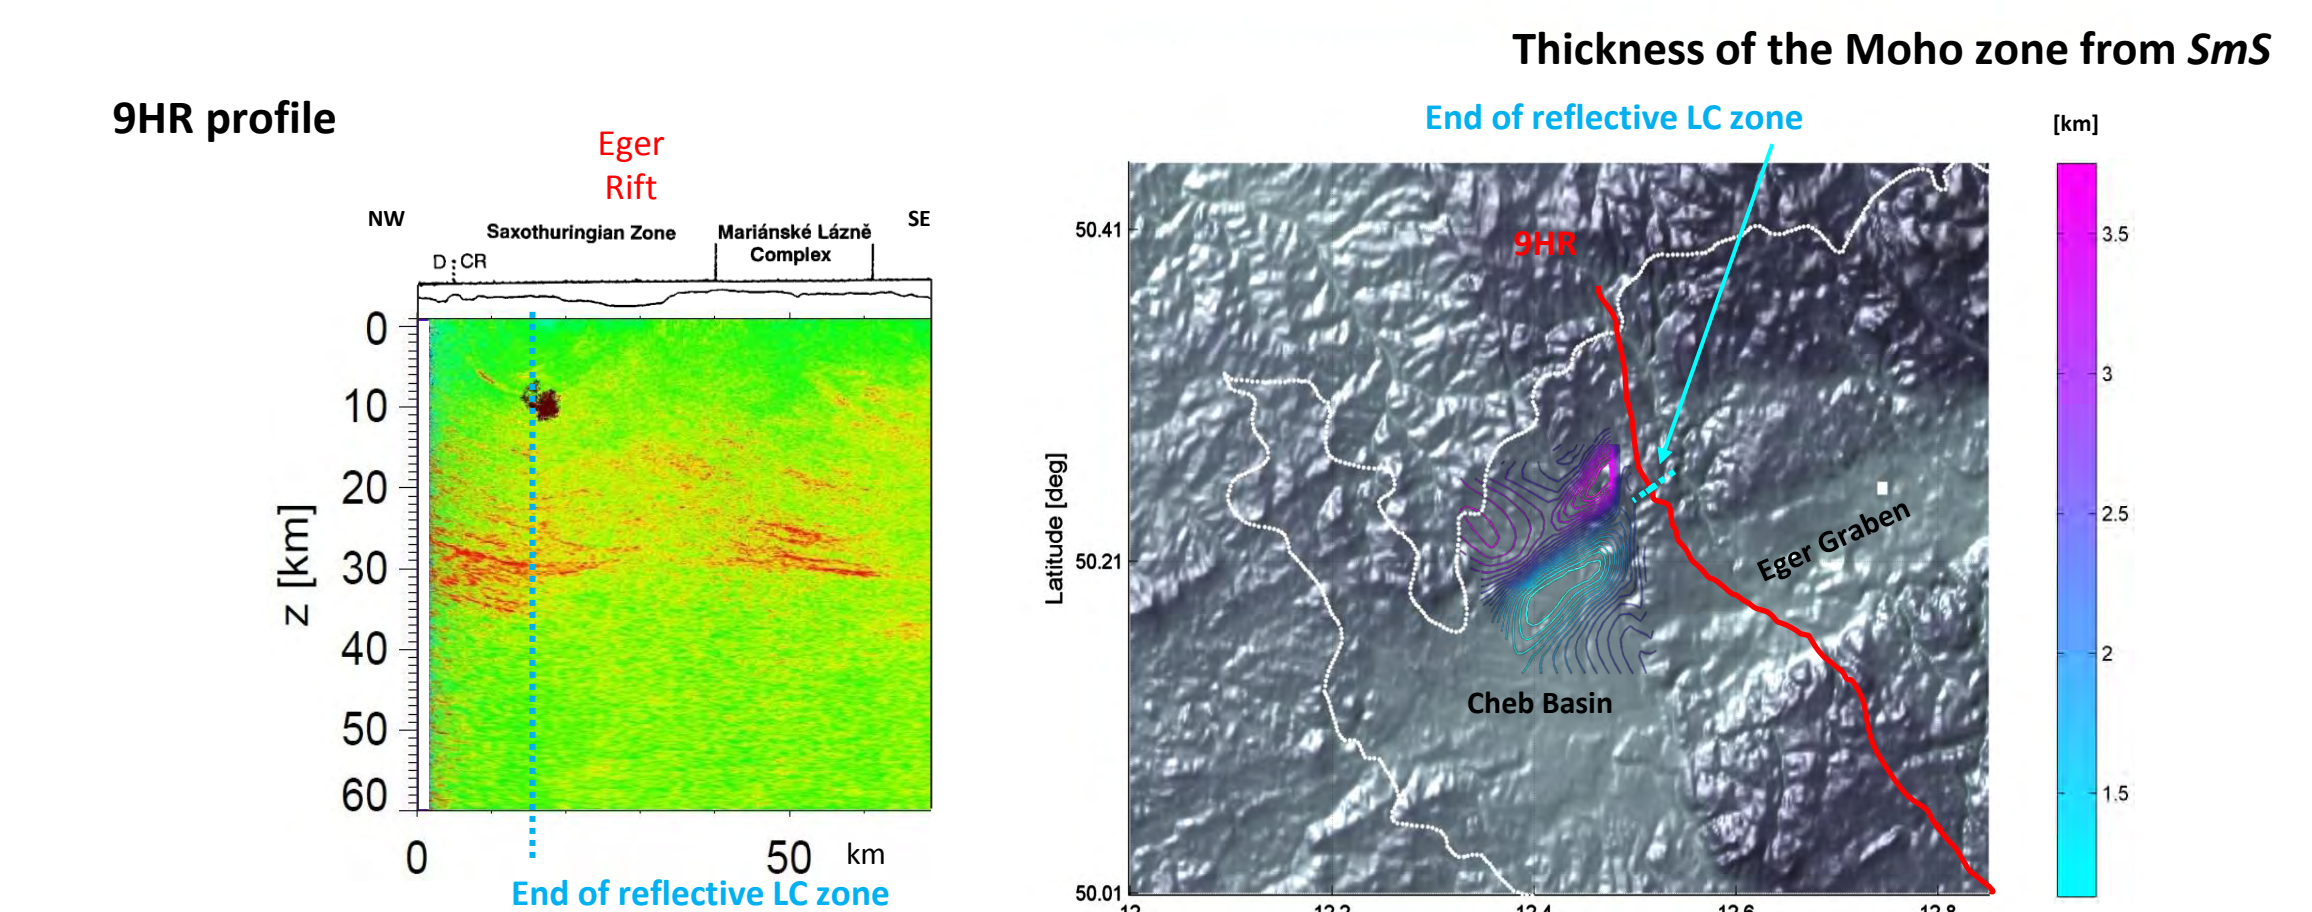 Thickness of the Moho zone from SmS
9HR profile
Eger
Rift
NW
SE
Saxothuringian Zone
Mariánské Lázně
Complex
D
CR
0
10
20
30
40
50
60
z [km]
0
50
km
End of reflective LC zone
End of reflective LC zone
[km]
9HR
50.41
50.21
50.01
Latitude [deg]
Eger Graben
Cheb Basin
3.5
3
2.5
2
1.5